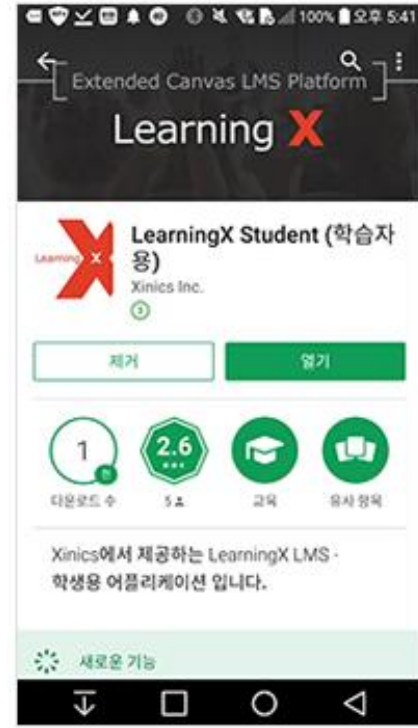 100% 오후 5:41
Extended Canvas LMS Platform
Learning X
Learning X
LearningX Student (학습자
용)
Xinics Inc.
3
제거
열기
1
2.6
다운로드 수
5
교육
유사 항목
Xinics에서 제공하는 LearningX LMS -
학생용 어플리케이션 입니다.
새로운 기능